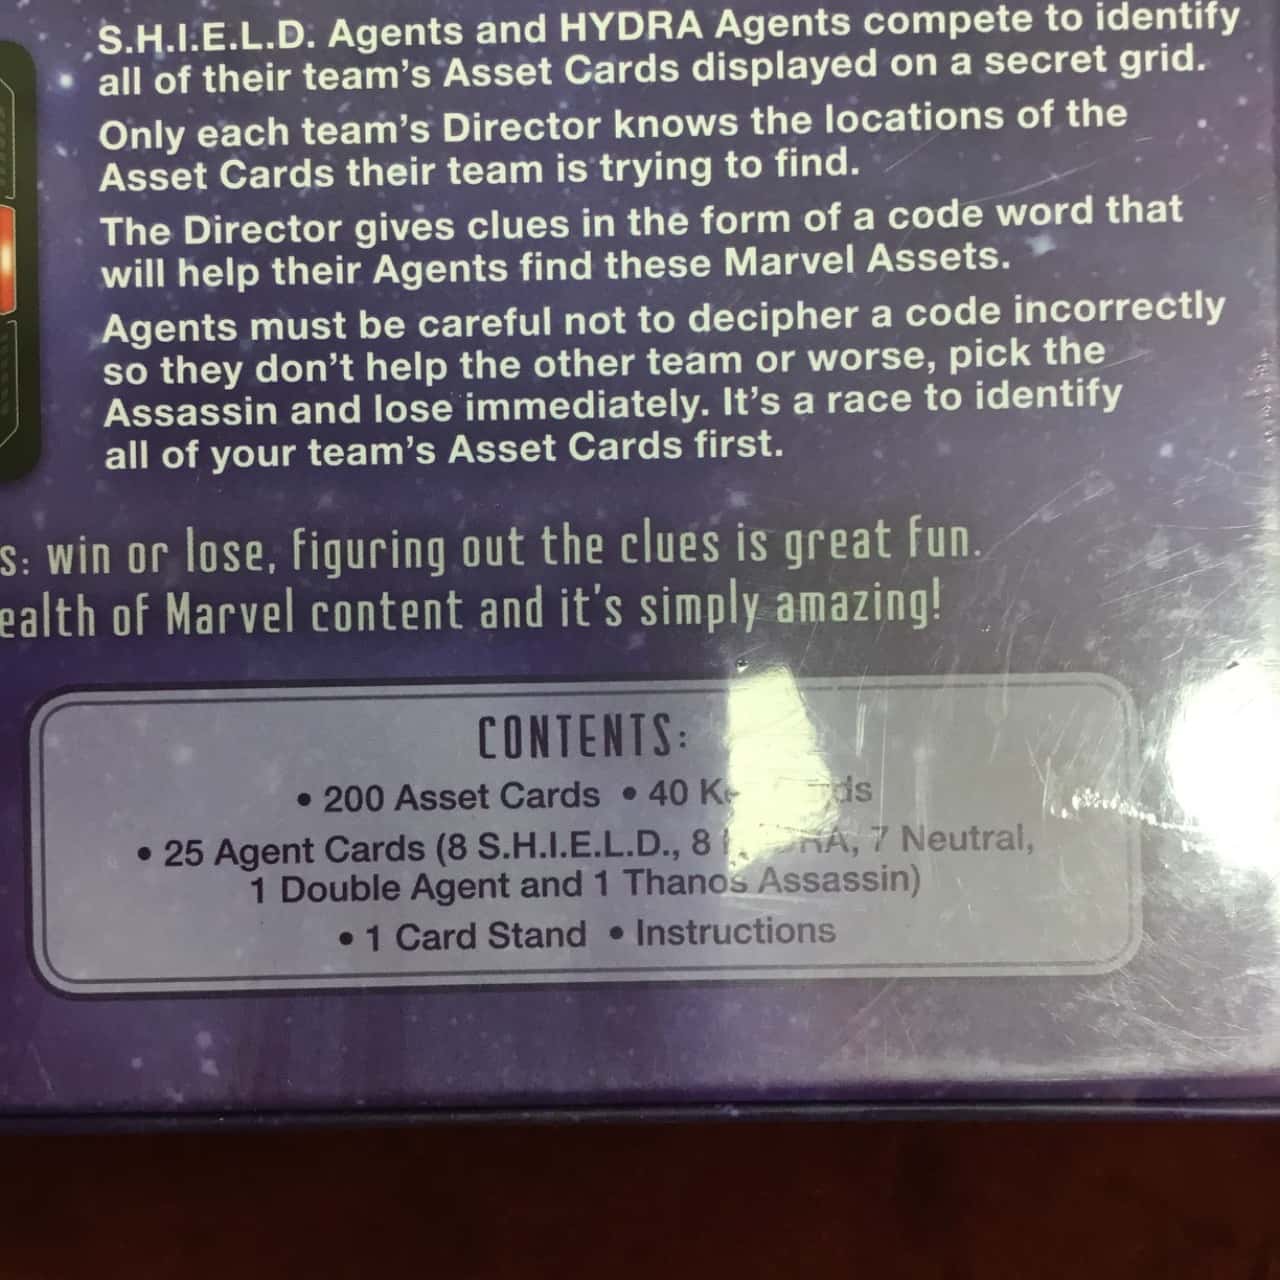 S.H.I.E.L.D. Agents and HYDRA Agents compete to identify
all of their team's Asset Cards displayed on a secret grid.
Only each team's Director knows the locations of the
Asset Cards their team is trying to find.
The Director gives clues in the form of a code word that
will help their Agents find these Marvel Assets.
Agents must be careful not to decipher a code incorrectly
so they don't help the other team or worse, pick the
Assassin and lose immediately. It's a race to identify
all of your team's Asset Cards first.
s: win or lose, figuring out the clues is great fun.
ealth of Marvel content and it's simply amazing!
CONTENTS:
• 200 Asset Cards • 40
• 25 Agent Cards (8 S.H.I.E.L.D., 8 7 Neutral,
1 Double Agent and 1 Thanos Assassin)
• 1 Card Stand • Instructions